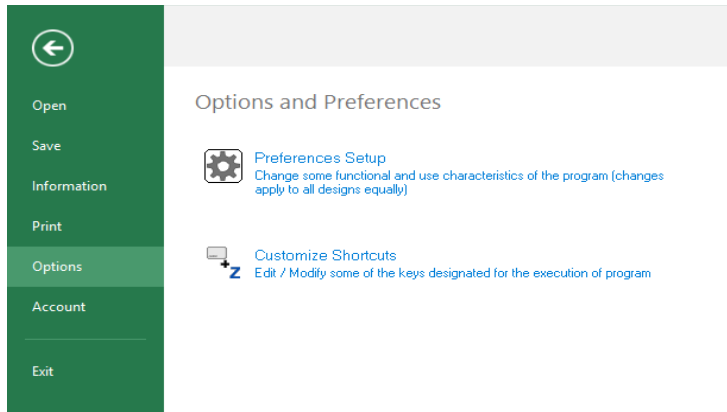 Open
Save
Information
Print
Options
Account
Exit
Options and Preferences
Preferences Setup
Change some functional and use characteristics of the program (changes
apply to all designs equally)
Customize Shortcuts
Edit / Modify some of the keys designated for the execution of program